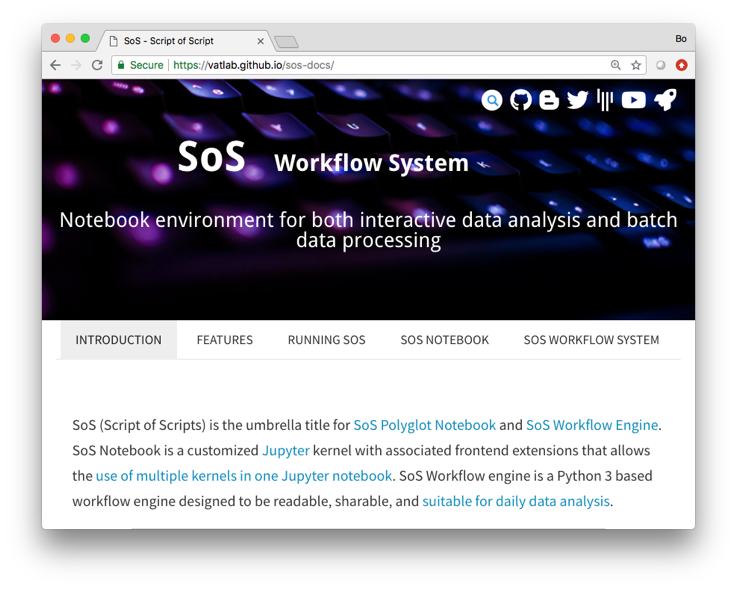 SoS - Script of Script
Bo
Secure | https://vatlab.github.io/sos-docs/
SoS Workflow System
Notebook environment for both interactive data analysis and batch
data processing
INTRODUCTION FEATURES RUNNING SOS SOS NOTEBOOK SOS WORKFLOW SYSTEM
SoS (Script of Scripts) is the umbrella title for SoS Polyglot Notebook and SoS Workflow Engine.
SoS Notebook is a customized Jupyter kernel with associated frontend extensions that allows
the use of multiple kernels in one Jupyter notebook. SoS Workflow engine is a Python 3 based
workflow engine designed to be readable, sharable, and suitable for daily data analysis.